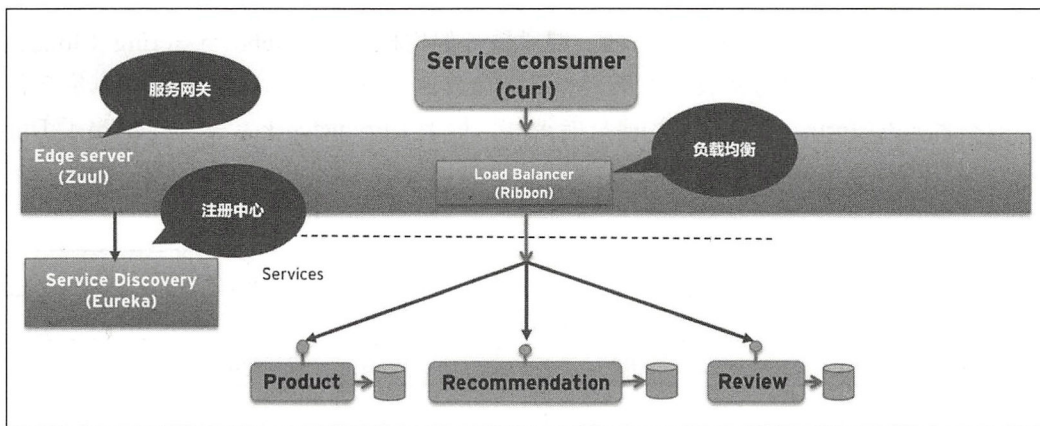 Service consumer
(curl)
服务网关
Edge server
(Zuul)
Load Balancer
(Ribbon)
负载均衡
注册中心
Service Discovery
(Eureka)
Services
Product
Recommendation
Review